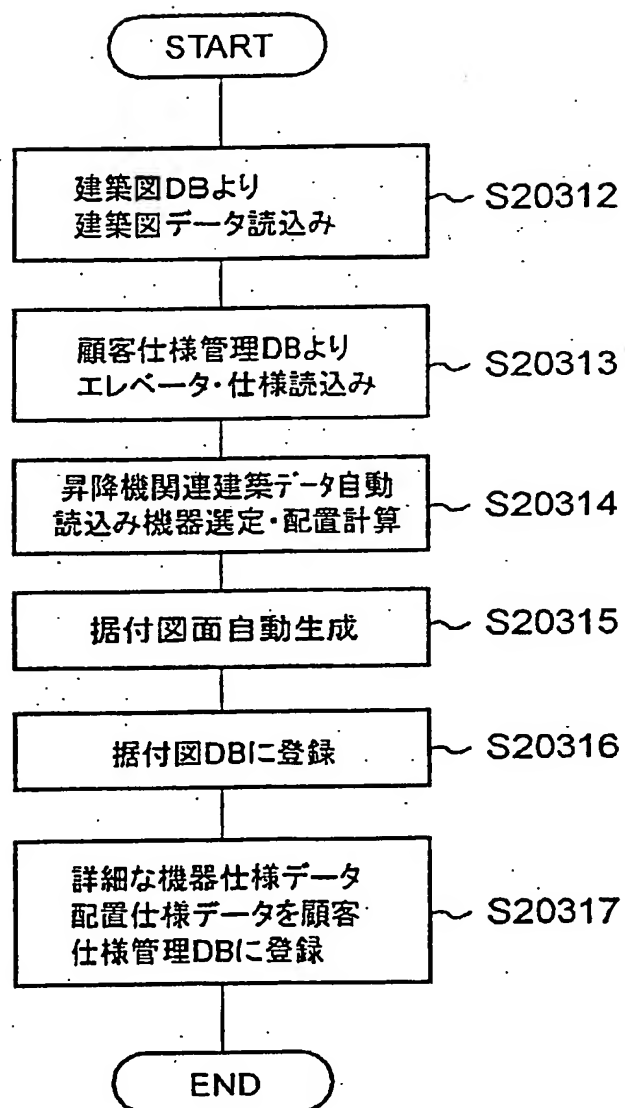 START
建築図DBより
建築図データ読込み
S20312
顧客仕様管理DBより
エレベータ・仕様読込み
S20313
昇降機関連建築データ自動
読込み機器選定・配置計算
S20314
据付図面自動生成
S20315
据付図DBに登録
S20316
詳細な機器仕様データ
配置仕様データを顧客
仕様管理DBに登録
S20317
END